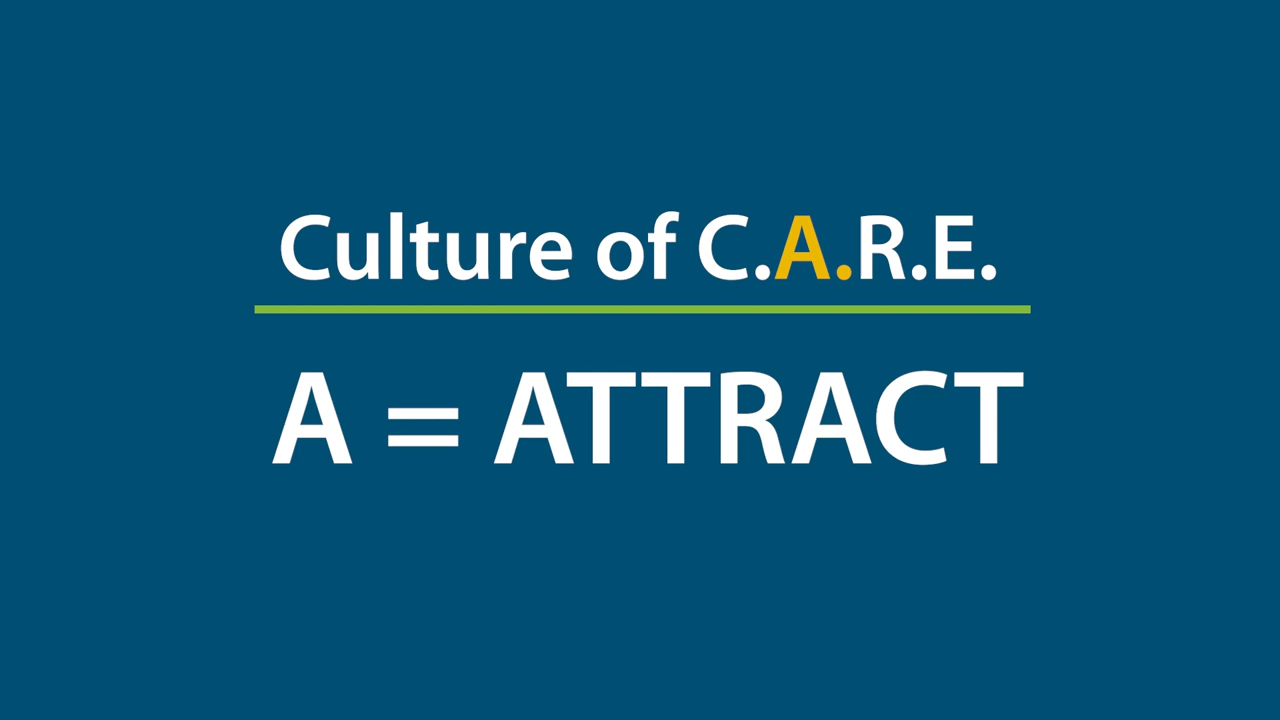 Culture of C.A.R.E.
A = ATTRACT